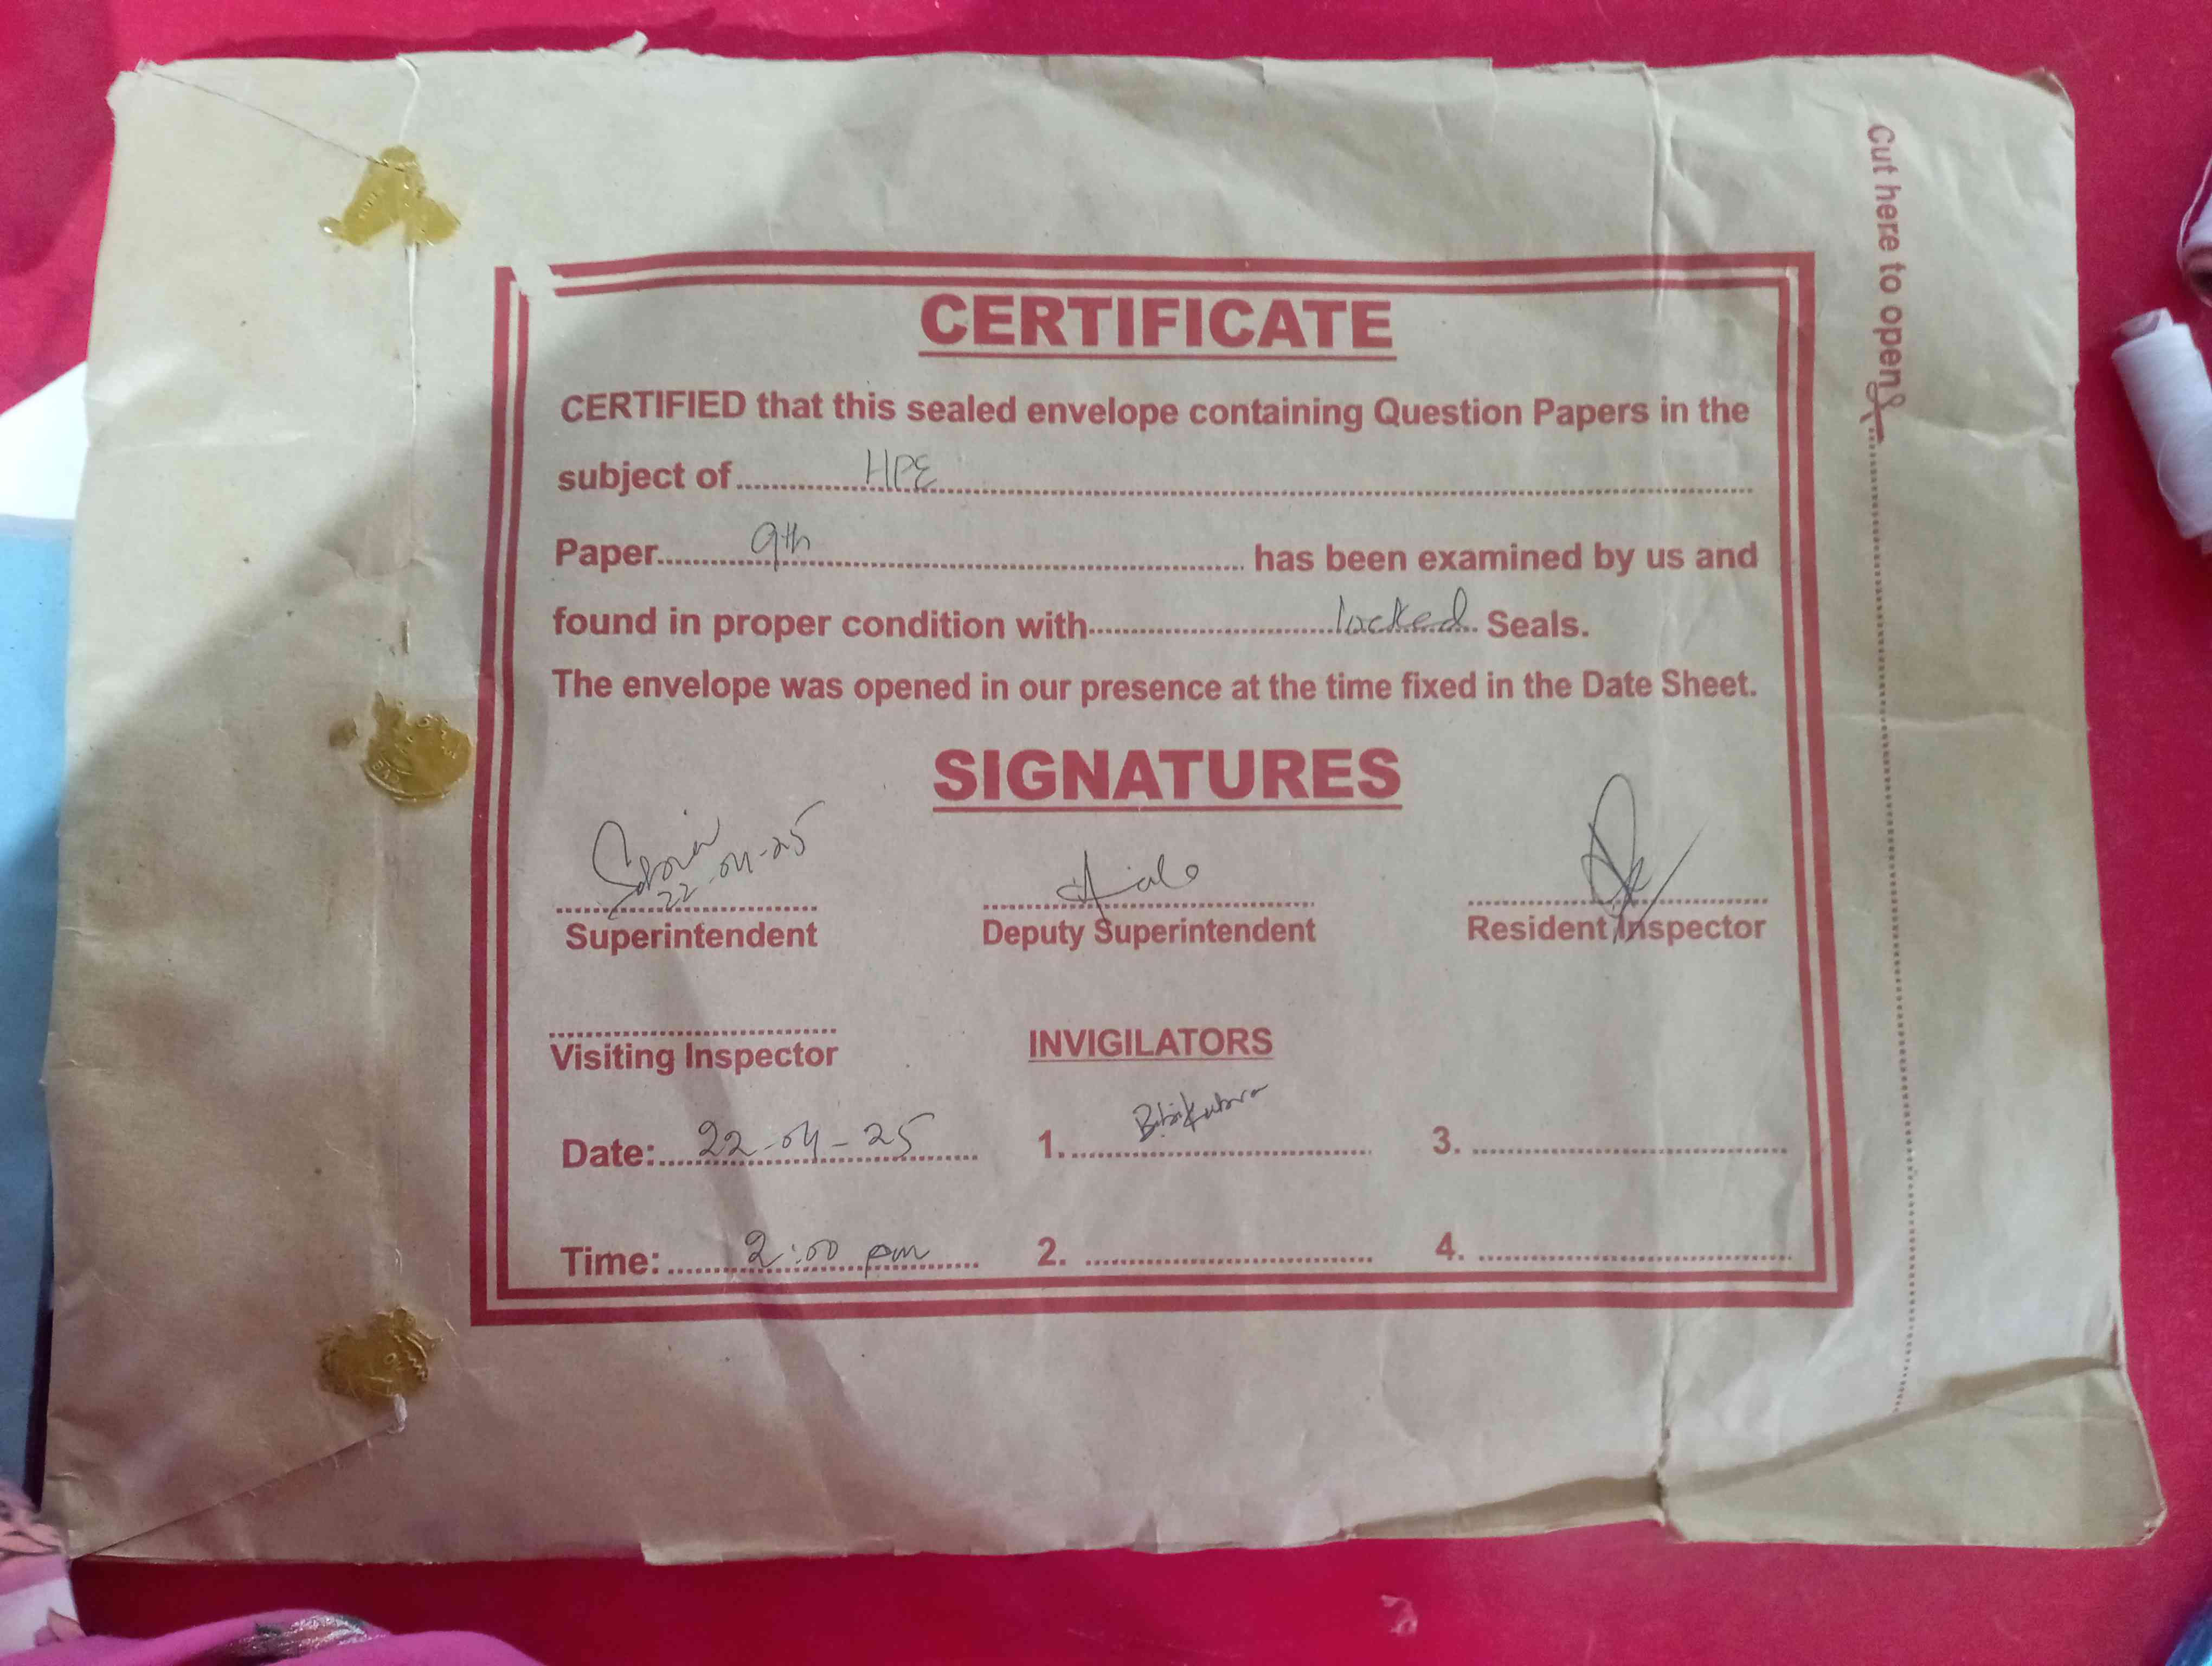 Cut here to open
CERTIFICATE
CERTIFIED that this sealed envelope containing Question Papers in the
subject of HPE
Paper 9th has been examined by us and
found in proper condition with locked Seals.
The envelope was opened in our presence at the time fixed in the Date Sheet.
SIGNATURES
22-04-25
Superintendent Deputy Superintendent Resident Inspector
Visiting Inspector INVIGILATORS
Date: 22-04-25 1. 3.
Time: 2:00 pm 2. 4.